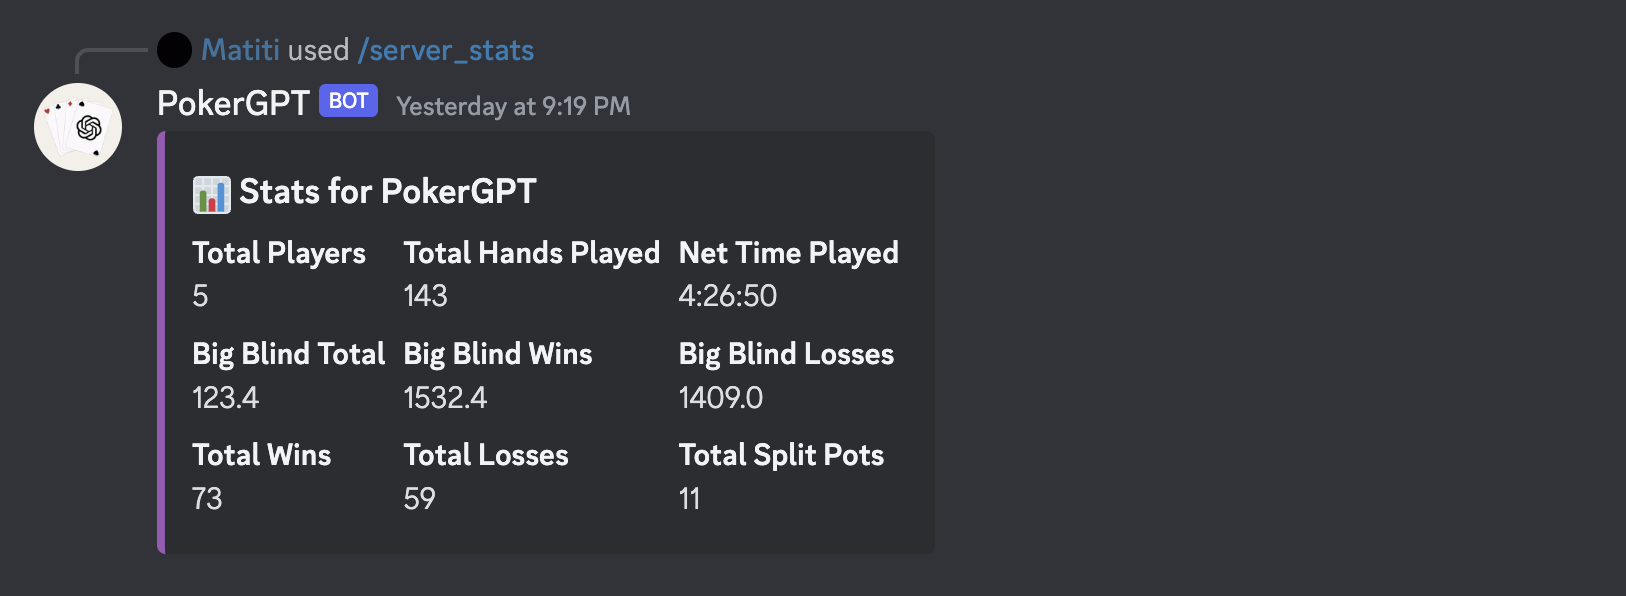 Matiti used /server_stats
PokerGPT BOT Yesterday at 9:19 PM
Stats for PokerGPT
Total Players Total Hands Played Net Time Played
5 143 4:26:50
Big Blind Total Big Blind Wins Big Blind Losses
123.4 1532.4 1409.0
Total Wins Total Losses Total Split Pots
73 59 11